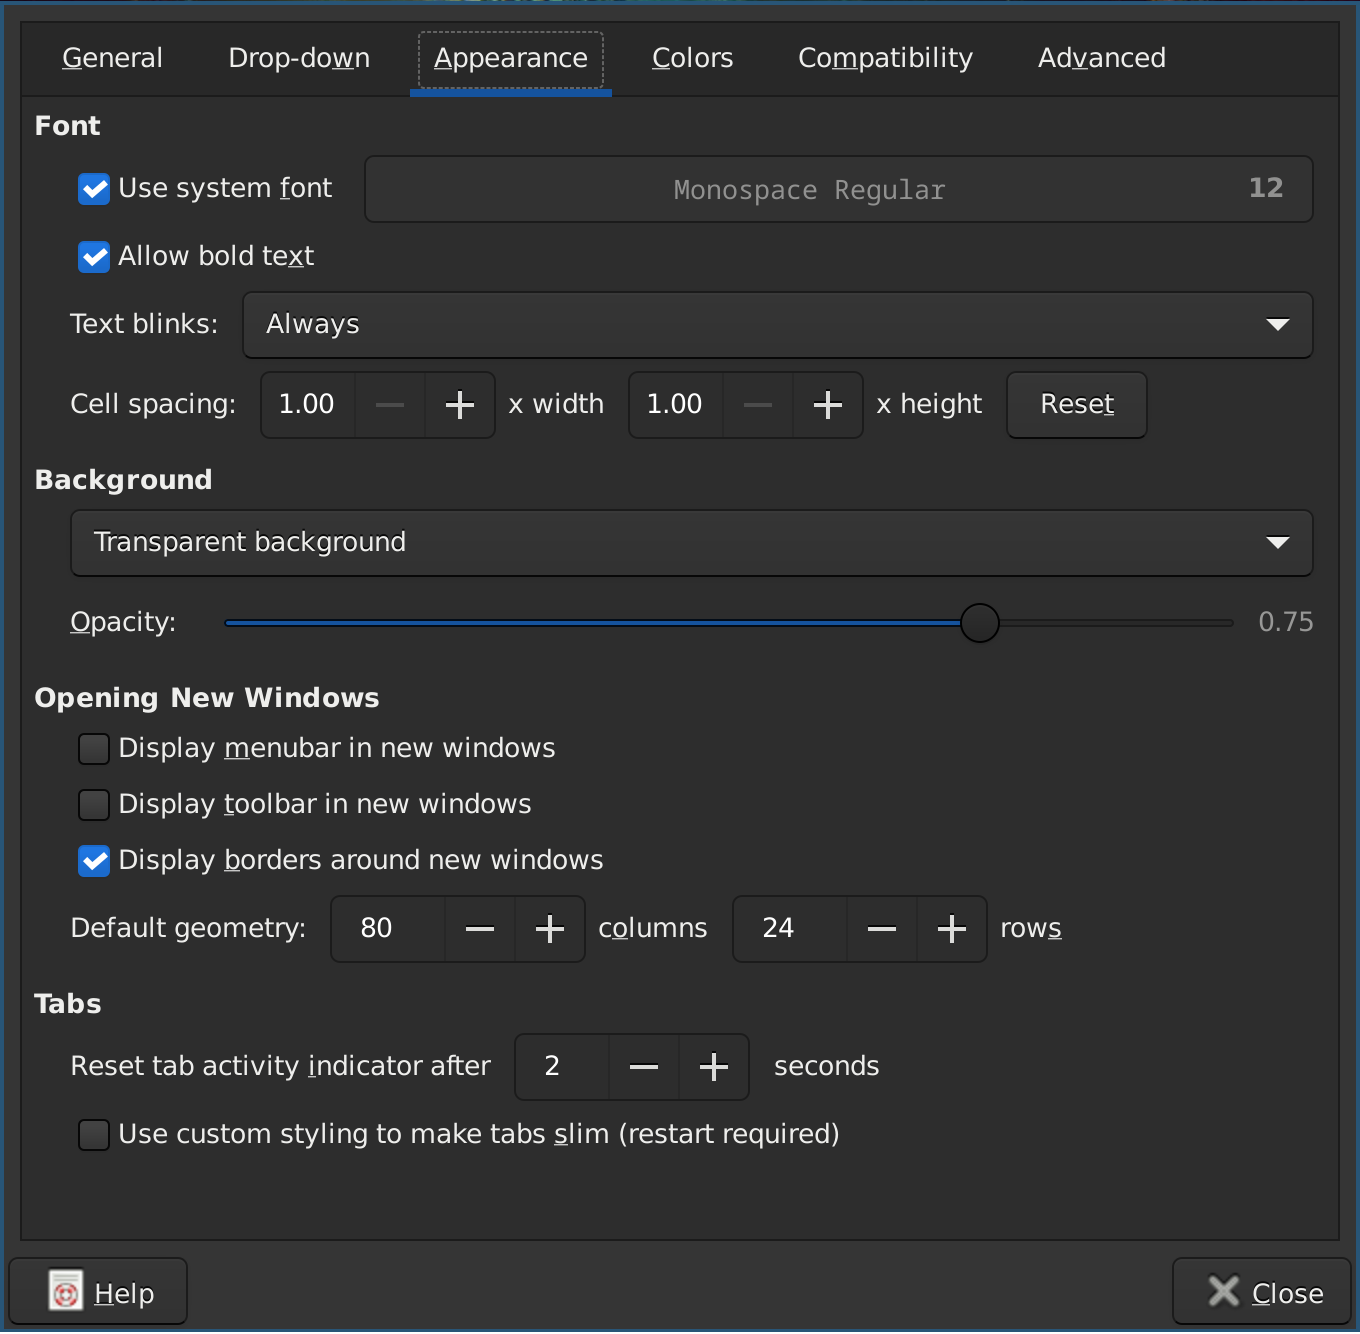 General Drop-down Appearance Colors Compatibility Advanced
Font
Use system font Monospace Regular 12
Allow bold text
Text blinks: Always
Cell spacing: 1.00 x width 1.00 x height Reset
Background
Transparent background
Opacity: 0.75
Opening New Windows
Display menubar in new windows
Display toolbar in new windows
Display borders around new windows
Default geometry: 80 columns 24 rows
Tabs
Reset tab activity indicator after 2 seconds
Use custom styling to make tabs slim (restart required)
Help Close